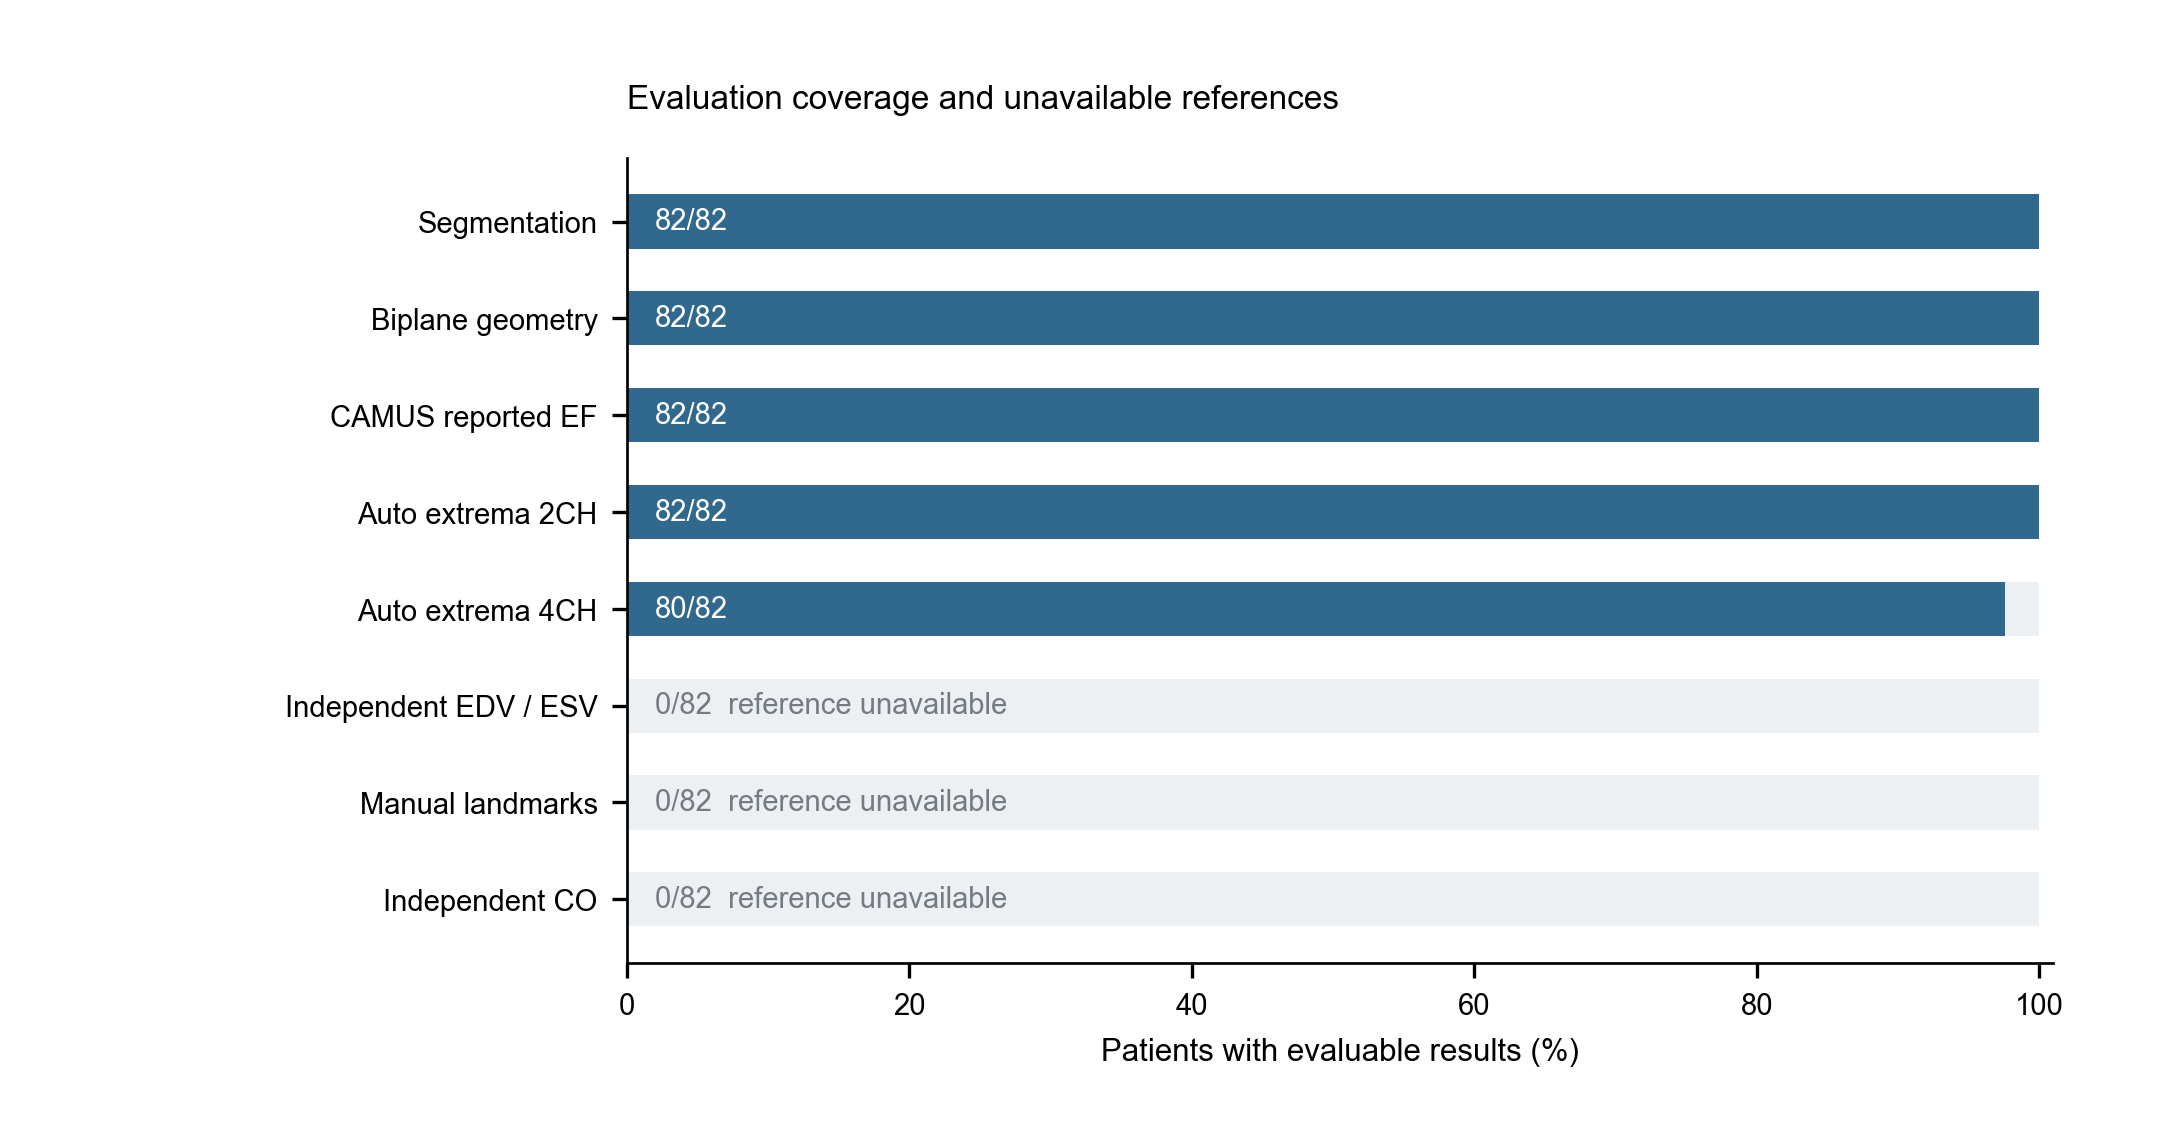 Evaluation coverage and unavailable references
Segmentation 82/82
Biplane geometry 82/82
CAMUS reported EF 82/82
Auto extrema 2CH 82/82
Auto extrema 4CH 80/82
Independent EDV / ESV 0/82 reference unavailable
Manual landmarks 0/82 reference unavailable
Independent CO 0/82 reference unavailable
0 20 40 60 80 100
Patients with evaluable results (%)